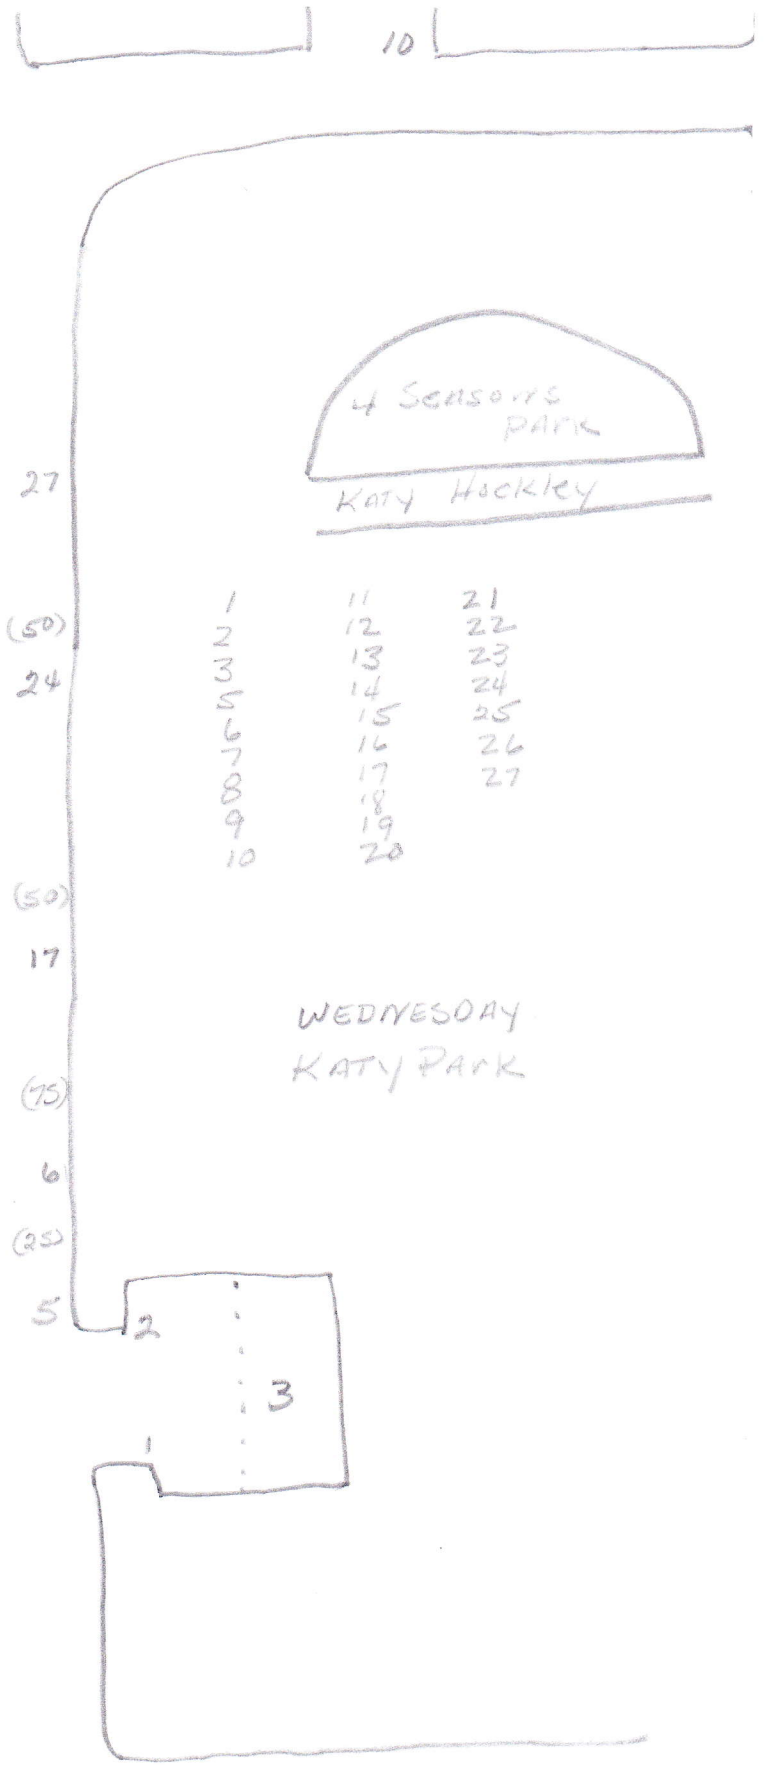 10
4 Seasons
Park
Katy Hockley
27
(50)
24
1 11 21
2 12 22
3 13 23
5 14 24
6 15 25
7 16 26
8 17 27
9 18
10 19
20
(50)
17
WEDNESDAY
KATY PARK
(75)
6
(25)
5
2
3
1